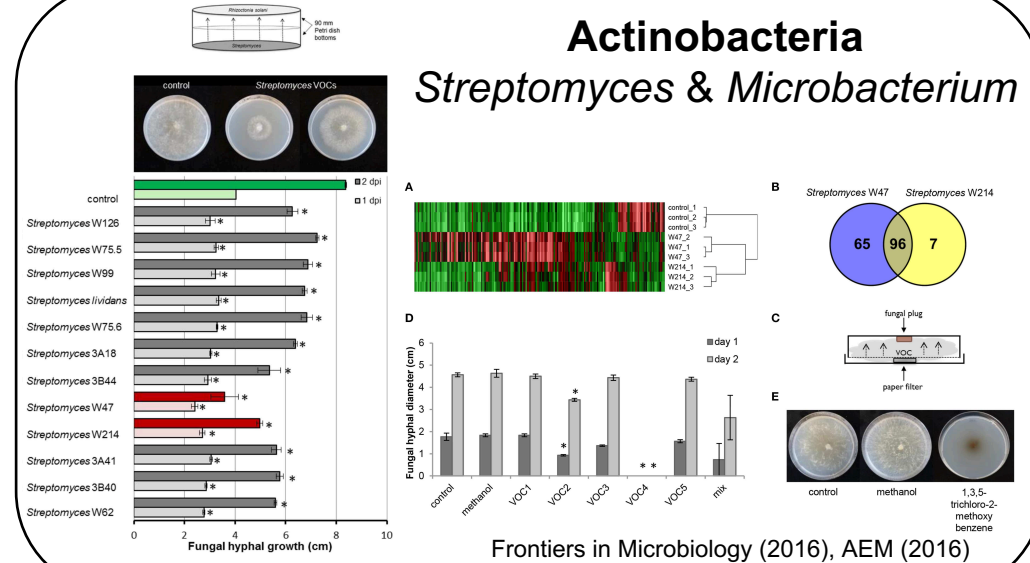 Actinobacteria
Streptomyces & Microbacterium
Rhizoctonia solani
90 mm
Petri dish
bottoms
Streptomyces
control
Streptomyces VOCs
2 dpi
1 dpi
control
Streptomyces W126
Streptomyces W75.5
Streptomyces W99
Streptomyces lividans
Streptomyces W75.6
Streptomyces 3A18
Streptomyces 3B44
Streptomyces W47
Streptomyces W214
Streptomyces 3A41
Streptomyces 3B40
Streptomyces W62
* * * * * * * * * * * * * * * * * * * * * * * *
0 2 4 6 8 10
Fungal hyphal growth (cm)
A
control_1
control_2
control_3
W47_2
W47_1
W47_3
W214_1
W214_2
W214_3
B
Streptomyces W47
Streptomyces W214
65
96
7
C
fungal plug
VOC
paper filter
D
day 1
day 2
Fungal hyphal diameter (cm)
6
5
4
3
2
1
0
* * * *
control methanol VOC1 VOC2 VOC3 VOC4 VOC5 mix
E
control
methanol
1,3,5-
trichloro-2-
methoxy
benzene
Frontiers in Microbiology (2016), AEM (2016)